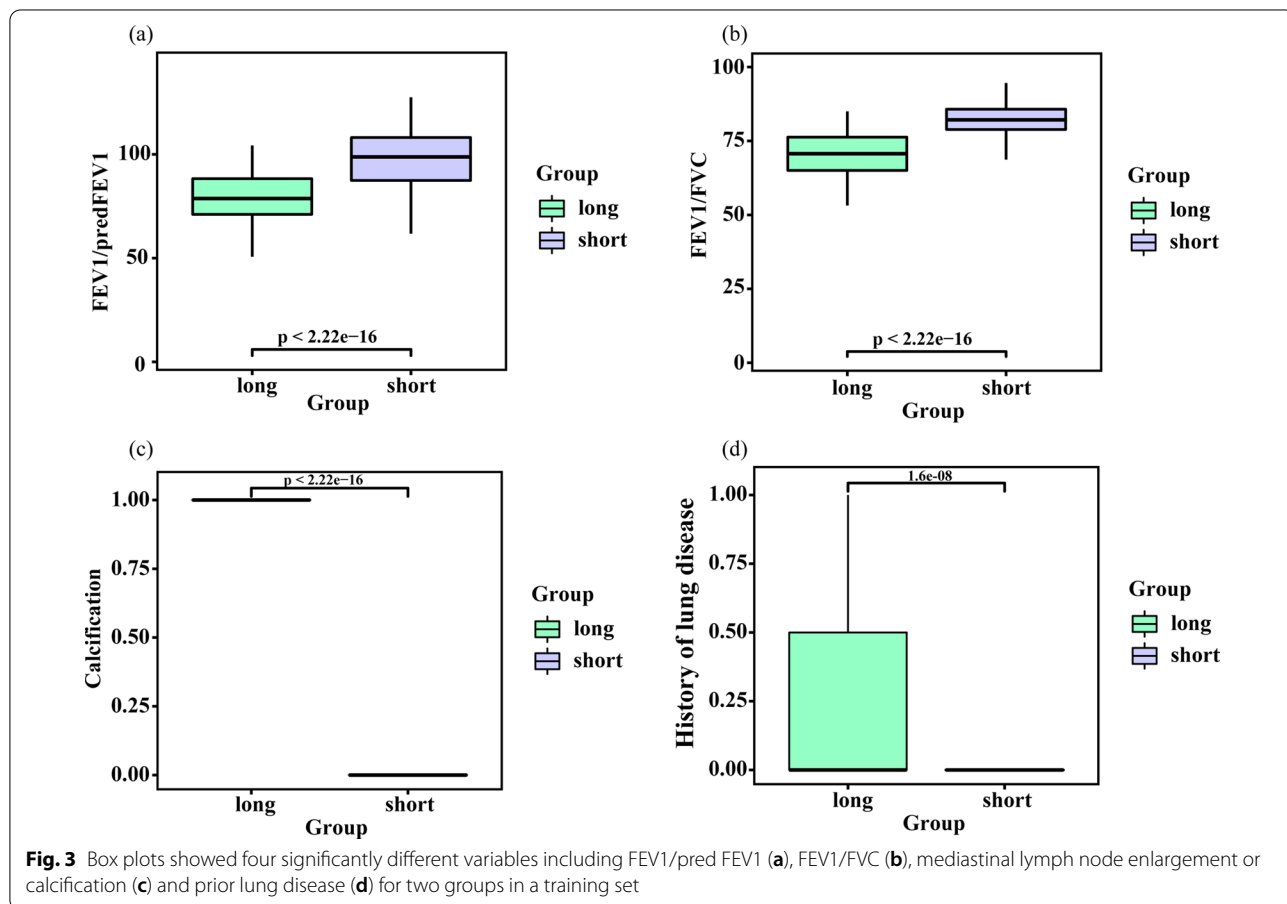 (a)
FEV1/predFEV1
100
50
0
p < 2.22e−16
long short
Group
Group
long
short
(b)
FEV1/FVC
100
75
50
25
0
p < 2.22e−16
long short
Group
Group
long
short
(c)
Calcification
1.00
0.75
0.50
0.25
0.00
p < 2.22e−16
long short
Group
Group
long
short
(d)
History of lung disease
1.00
0.75
0.50
0.25
0.00
1.6e-08
long short
Group
Group
long
short
Fig. 3 Box plots showed four significantly different variables including FEV1/pred FEV1 (a), FEV1/FVC (b), mediastinal lymph node enlargement or
calcification (c) and prior lung disease (d) for two groups in a training set